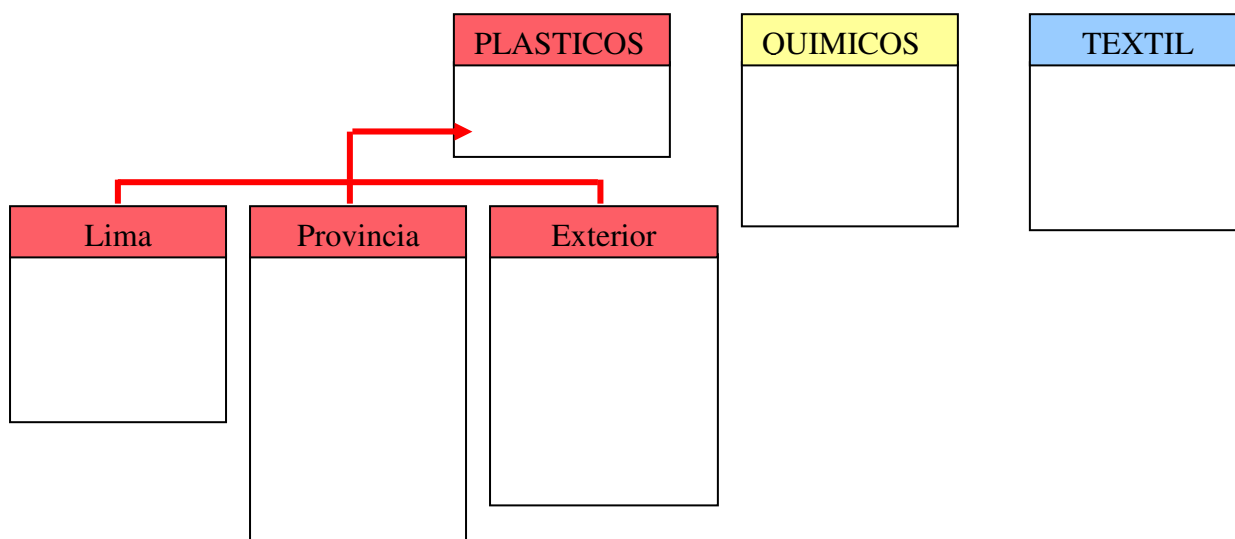 PLASTICOS
OUIMICOS
TEXTIL
Lima
Provincia
Exterior